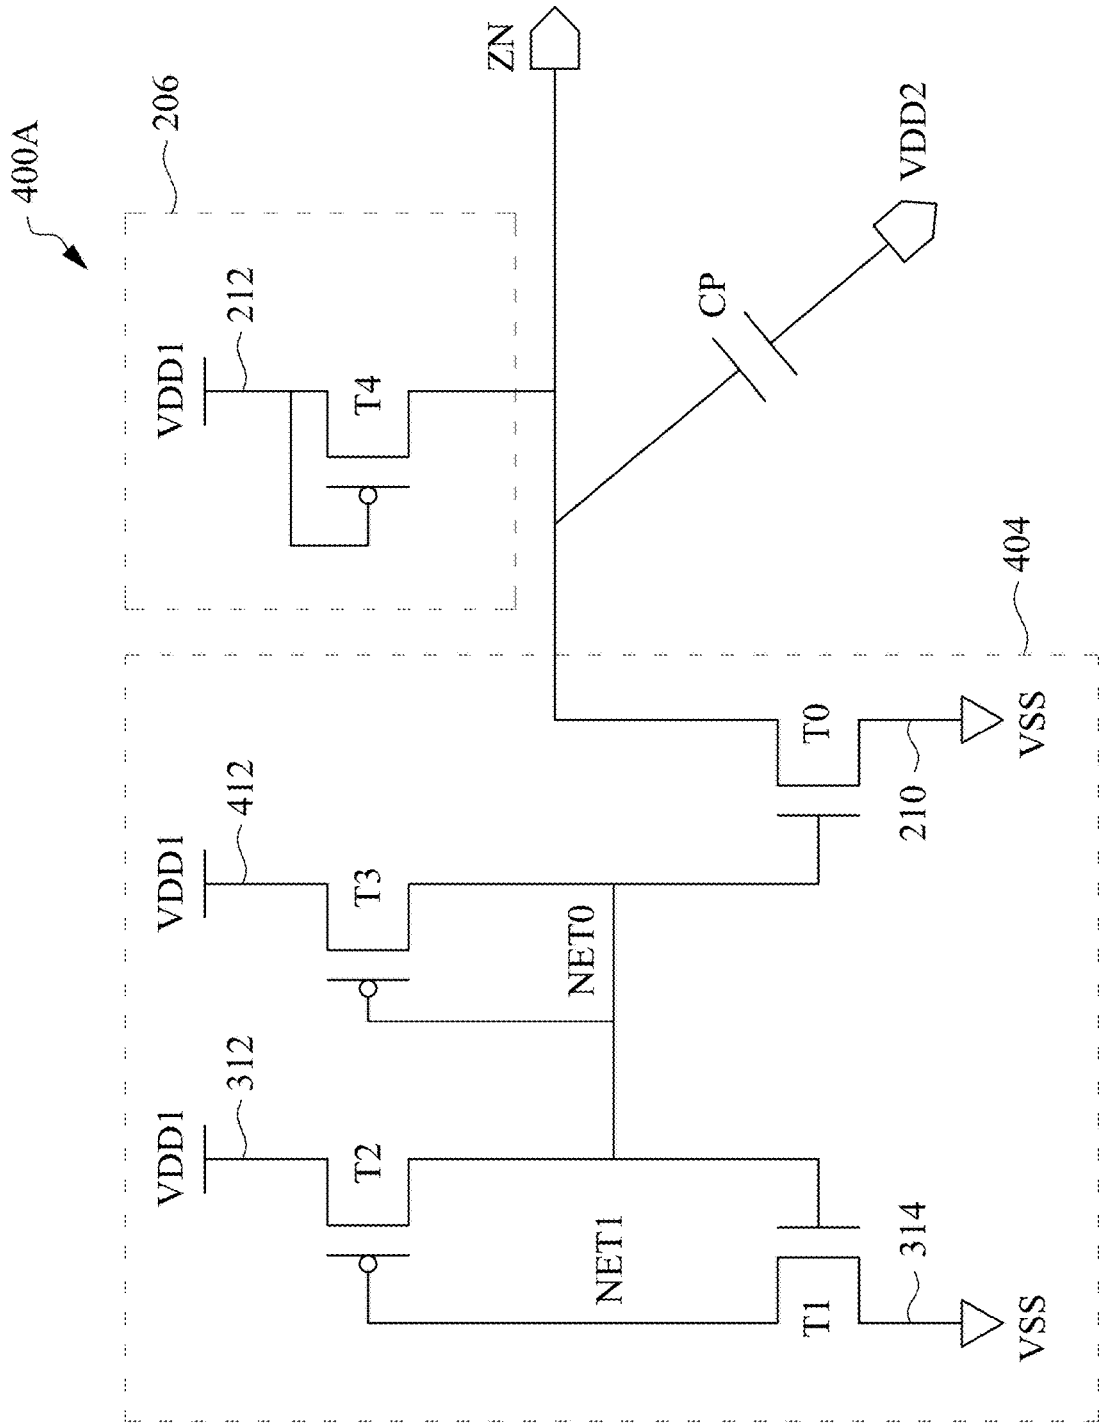 400A
206
404
VDD1
312
T2
NET1
T1
314
VSS
VDD1
412
T3
NET0
T0
210
VSS
VDD1
212
T4
CP
VDD2
ZN